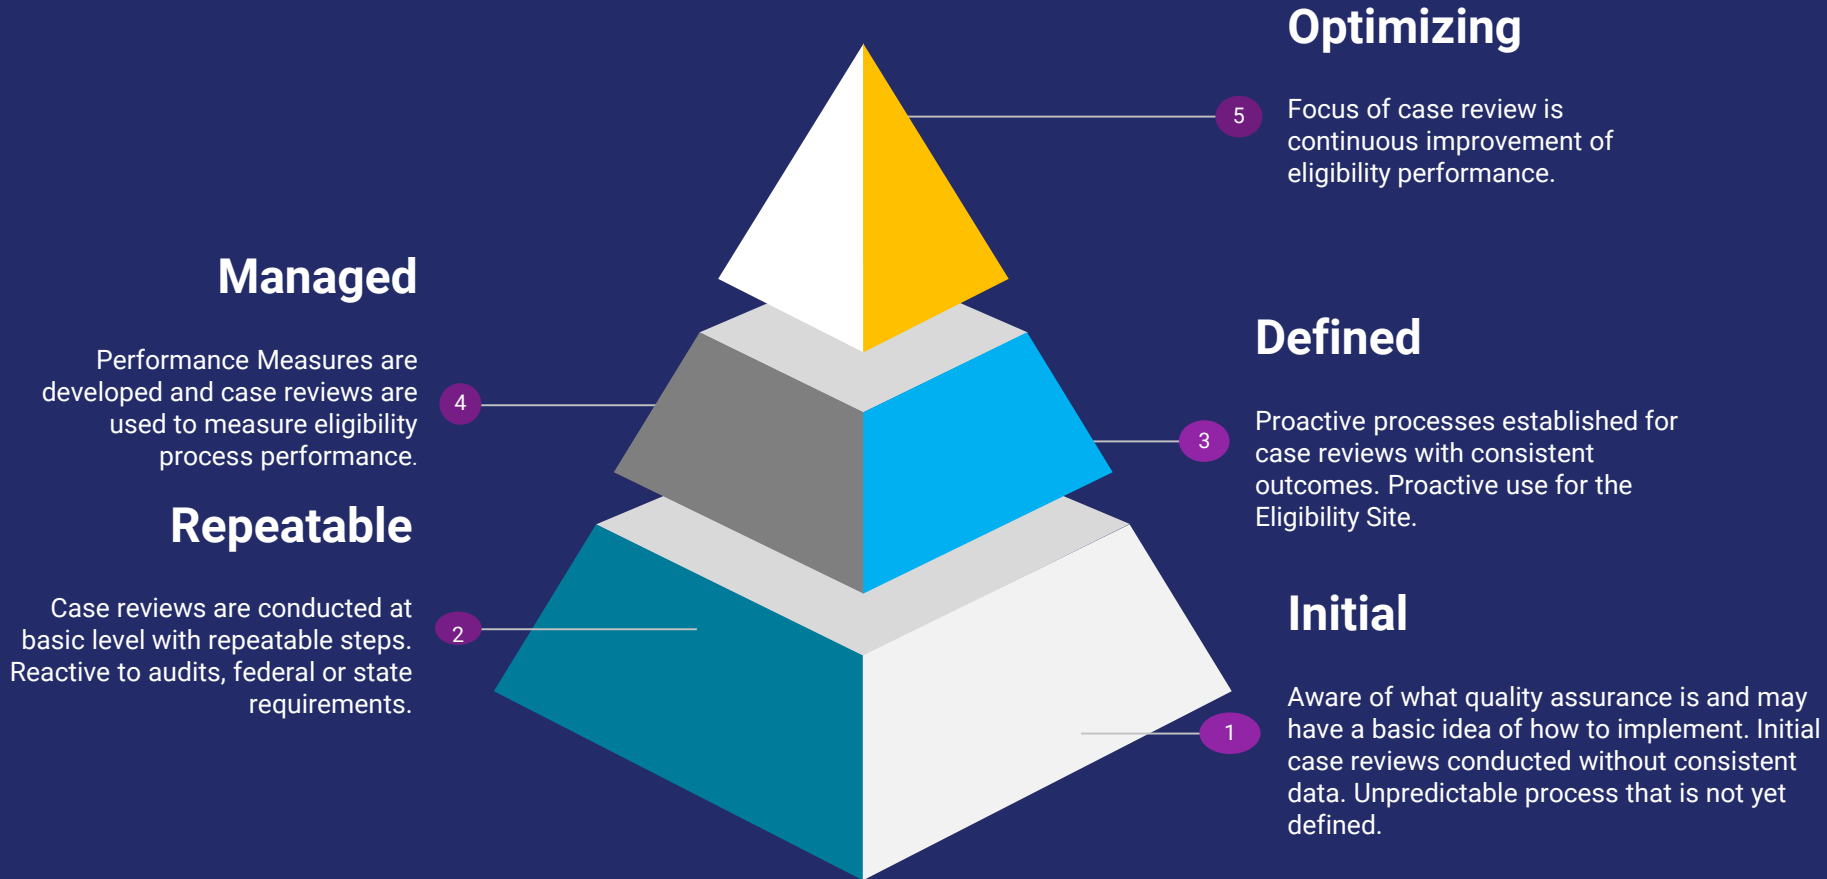 Optimizing
5
Focus of case review is
continuous improvement of
eligibility performance.
Managed
Performance Measures are
developed and case reviews are
used to measure eligibility
process performance.
4
Defined
3
Proactive processes established for
case reviews with consistent
outcomes. Proactive use for the
Eligibility Site.
Repeatable
Case reviews are conducted at
basic level with repeatable steps.
Reactive to audits, federal or state
requirements.
2
Initial
1
Aware of what quality assurance is and may
have a basic idea of how to implement. Initial
case reviews conducted without consistent
data. Unpredictable process that is not yet
defined.